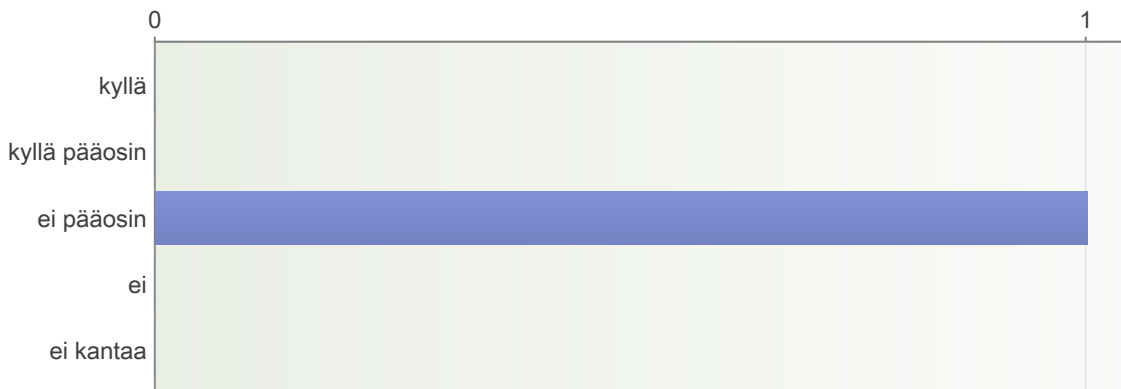 0 1
kyllä
kyllä pääosin
ei pääosin
ei
ei kantaa